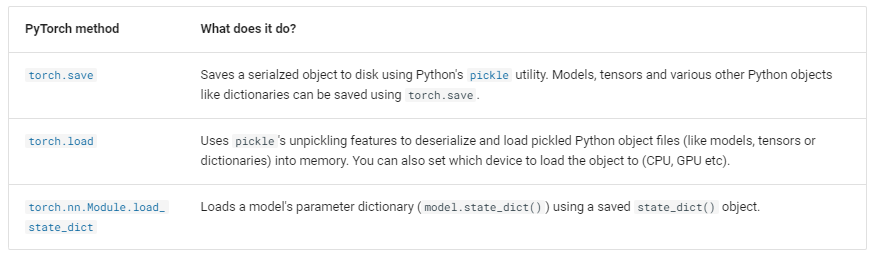 PyTorch method What does it do?
torch.save Saves a serialzed object to disk using Python's pickle utility. Models, tensors and various other Python objects
like dictionaries can be saved using torch.save.
torch.load Uses pickle's unpickling features to deserialize and load pickled Python object files (like models, tensors or
dictionaries) into memory. You can also set which device to load the object to (CPU, GPU etc).
torch.nn.Module.load_ Loads a model's parameter dictionary (model.state_dict()) using a saved state_dict() object.
state_dict